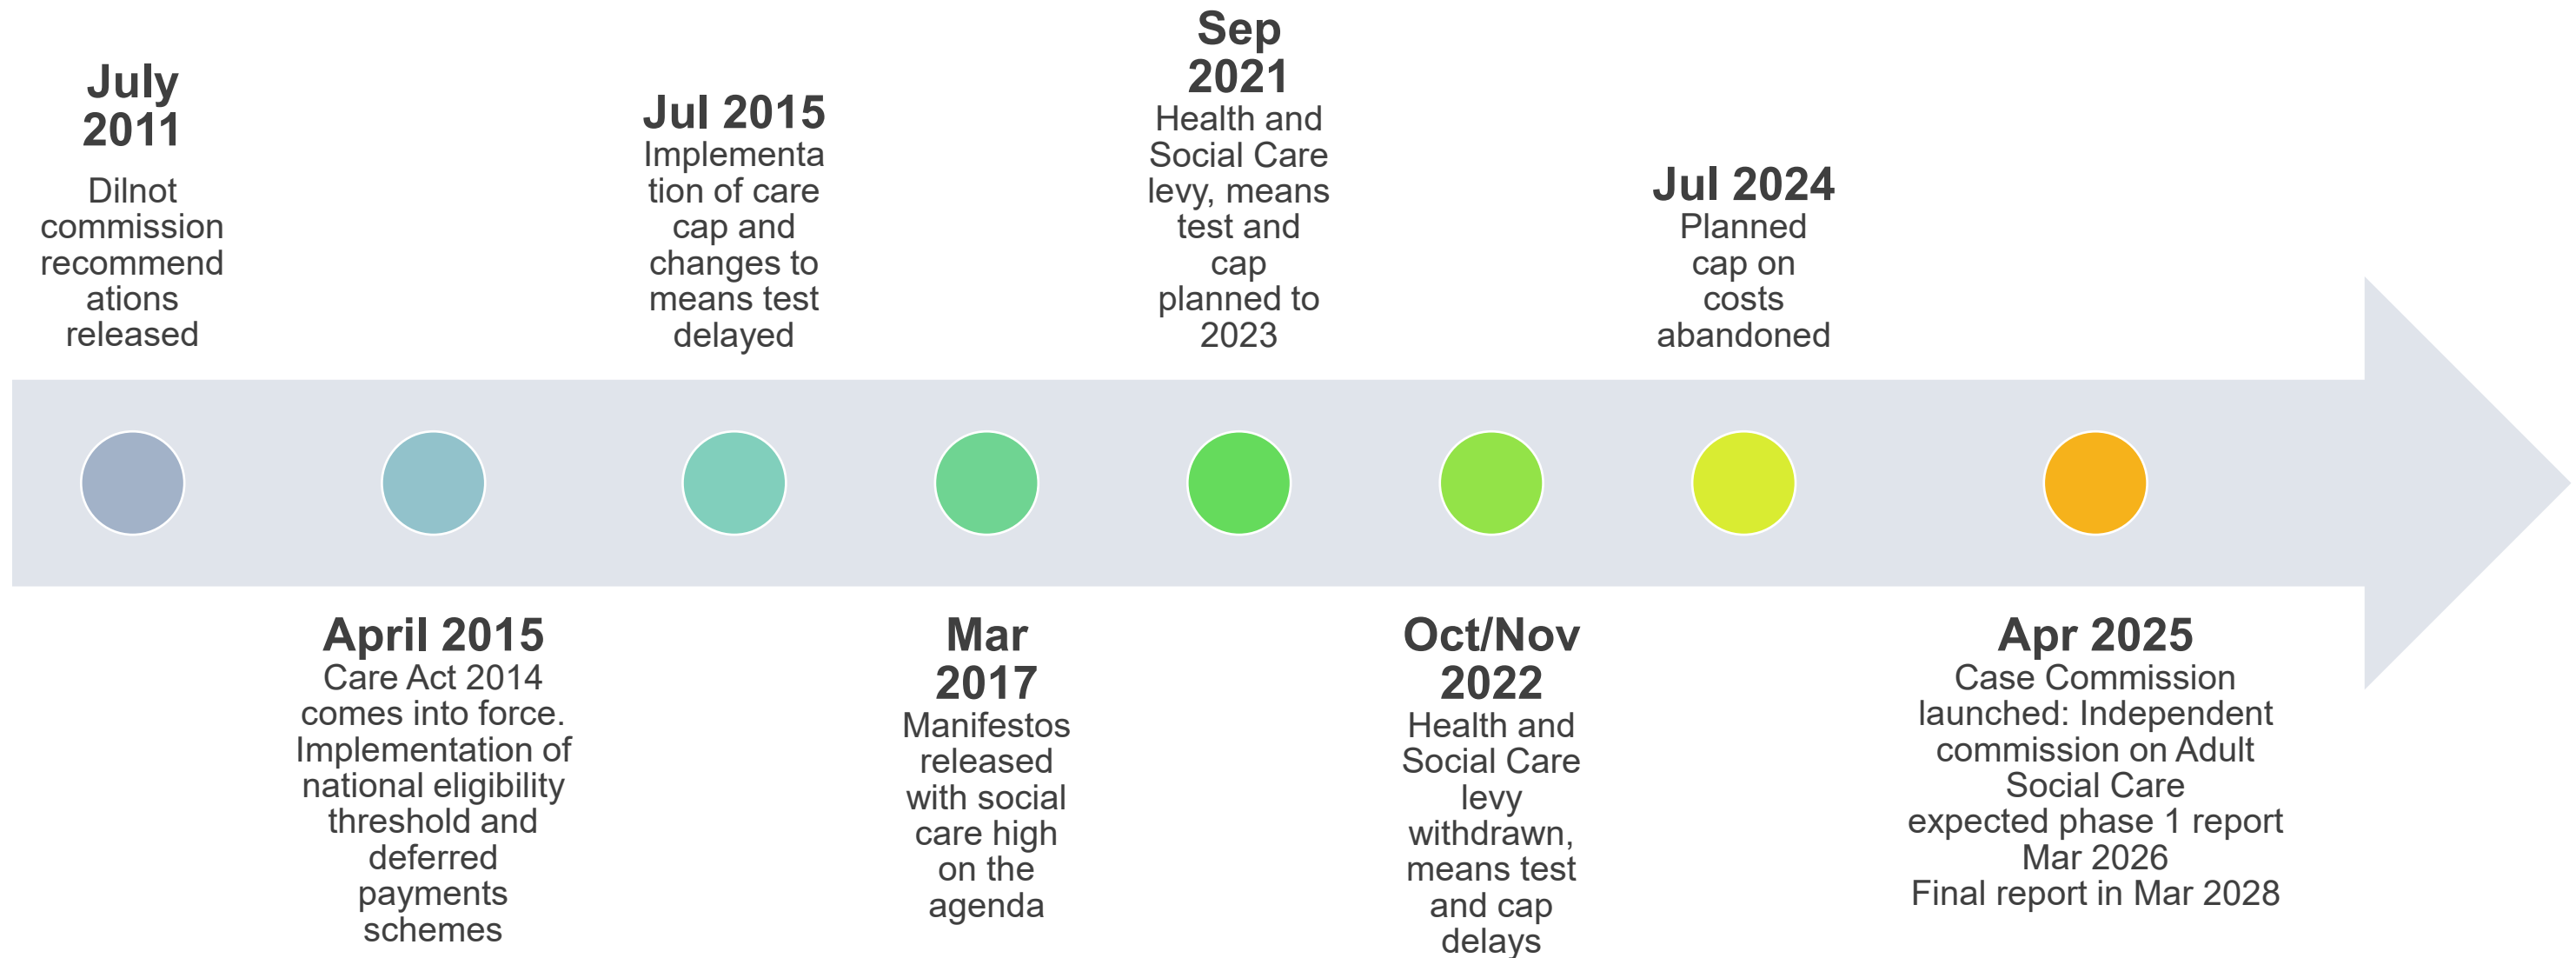 July
2011
Dilnot
commission
recommend
ations
released
April 2015
Care Act 2014
comes into force.
Implementation of
national eligibility
threshold and
deferred
payments
schemes
Jul 2015
Implementa
tion of care
cap and
changes to
means test
delayed
Mar
2017
Manifestos
released
with social
care high
on the
agenda
Sep
2021
Health and
Social Care
levy, means
test and
cap
planned to
2023
Oct/Nov
2022
Health and
Social Care
levy
withdrawn,
means test
and cap
delays
Jul 2024
Planned
cap on
costs
abandoned
Apr 2025
Case Commission
launched: Independent
commission on Adult
Social Care
expected phase 1 report
Mar 2026
Final report in Mar 2028